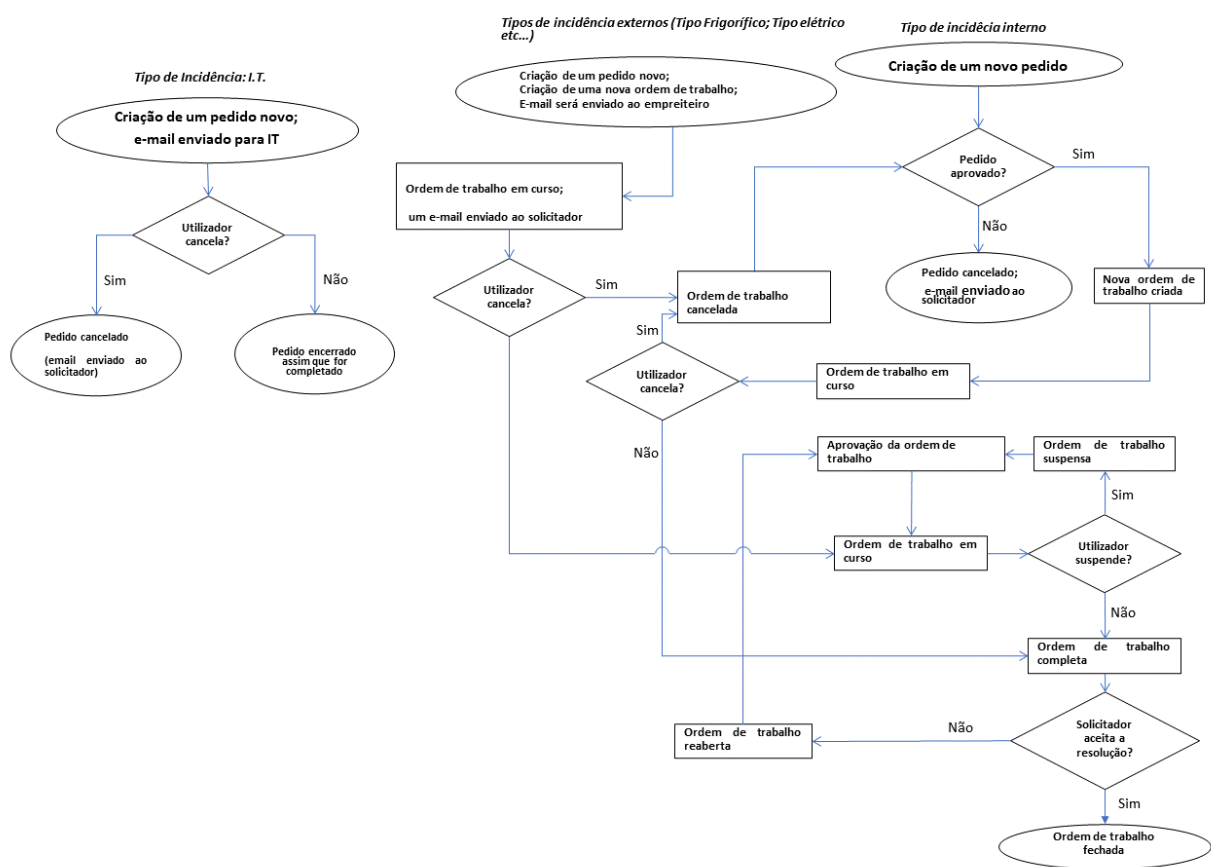 Tipo de Incidência: I.T.
Criação de um pedido novo;
e-mail enviado para IT
Utilizador
cancela?
Sim
Não
Pedido cancelado
(email enviado ao
solicitador)
Pedido encerrado
assim que for
completado
Tipos de incidência externos (Tipo Frigorífico; Tipo elétrico
etc...)
Criação de um pedido novo;
Criação de uma nova ordem de trabalho;
E-mail será enviado ao empreiteiro
Ordem de trabalho em curso;
um e-mail enviado ao solicitador
Utilizador
cancela?
Sim
Ordem de trabalho
cancelada
Sim
Utilizador
cancela?
Não
Tipo de incidêcia interno
Criação de um novo pedido
Pedido
aprovado?
Sim
Não
Pedido cancelado;
e-mail enviado ao
solicitador
Nova ordem de
trabalho criada
Ordem de trabalho em
curso
Aprovação da ordem de
trabalho
Ordem de trabalho
suspensa
Sim
Ordem de trabalho em
curso
Utilizador
suspende?
Não
Ordem de trabalho
completa
Solicitador
aceita a
resolução?
Não
Ordem de trabalho
reaberta
Sim
Ordem de trabalho
fechada